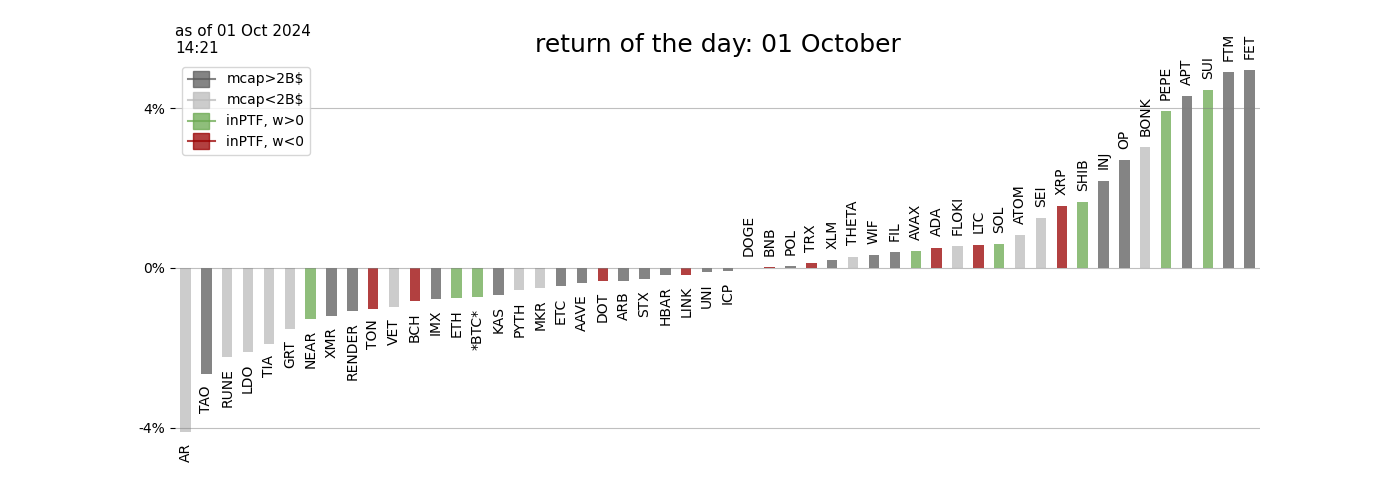 as of 01 Oct 2024
14:21
return of the day: 01 October
mcap>2B$
mcap<2B$
inPTF, w>0
inPTF, w<0
4%
0%
-4%
AR
TAO
RUNE
LDO
TIA
GRT
NEAR
XMR
RENDER
TON
VET
BCH
IMX
ETH
*BTC*
KAS
PYTH
MKR
ETC
AAVE
DOT
ARB
STX
HBAR
LINK
UNI
ICP
DOGE
BNB
POL
TRX
XLM
THETA
WIF
FIL
AVAX
ADA
FLOKI
LTC
SOL
ATOM
SEI
XRP
SHIB
INJ
OP
BONK
PEPE
APT
SUI
FTM
FET